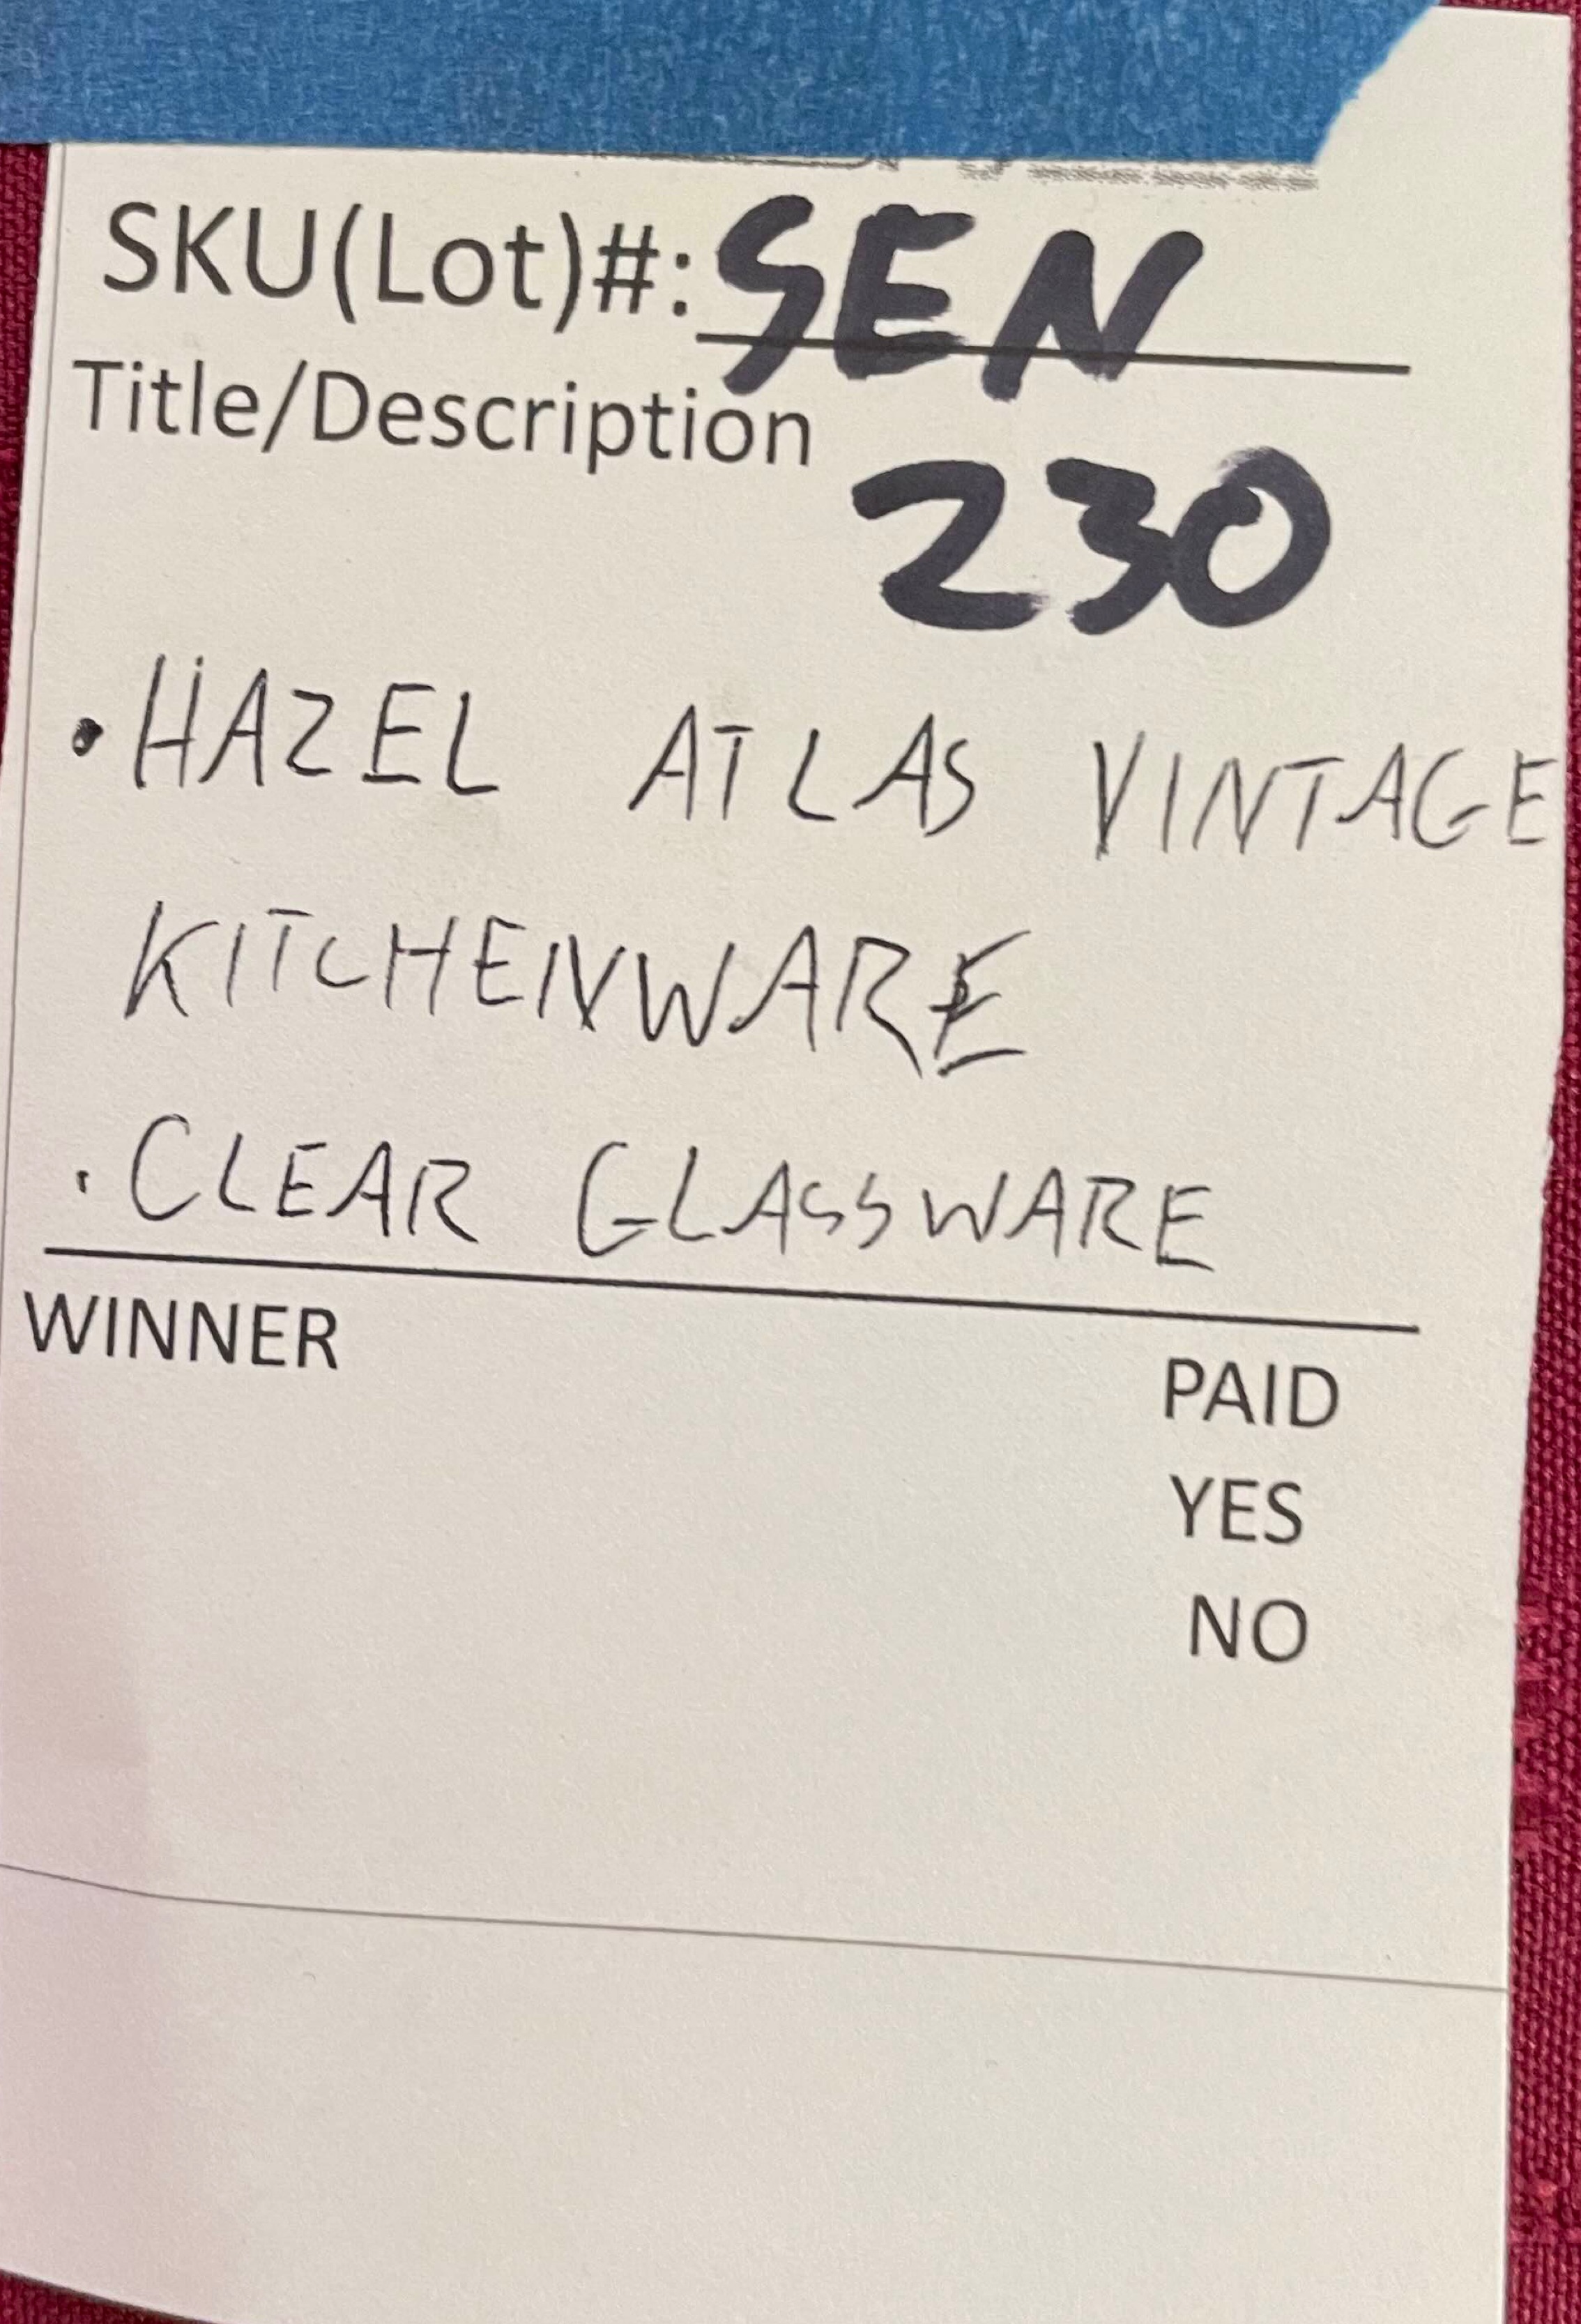 SKU(Lot)#: SEN
Title/Description
230
• HAZEL ATLAS VINTAGE
KITCHENWARE
• CLEAR GLASSWARE
WINNER
PAID
YES
NO